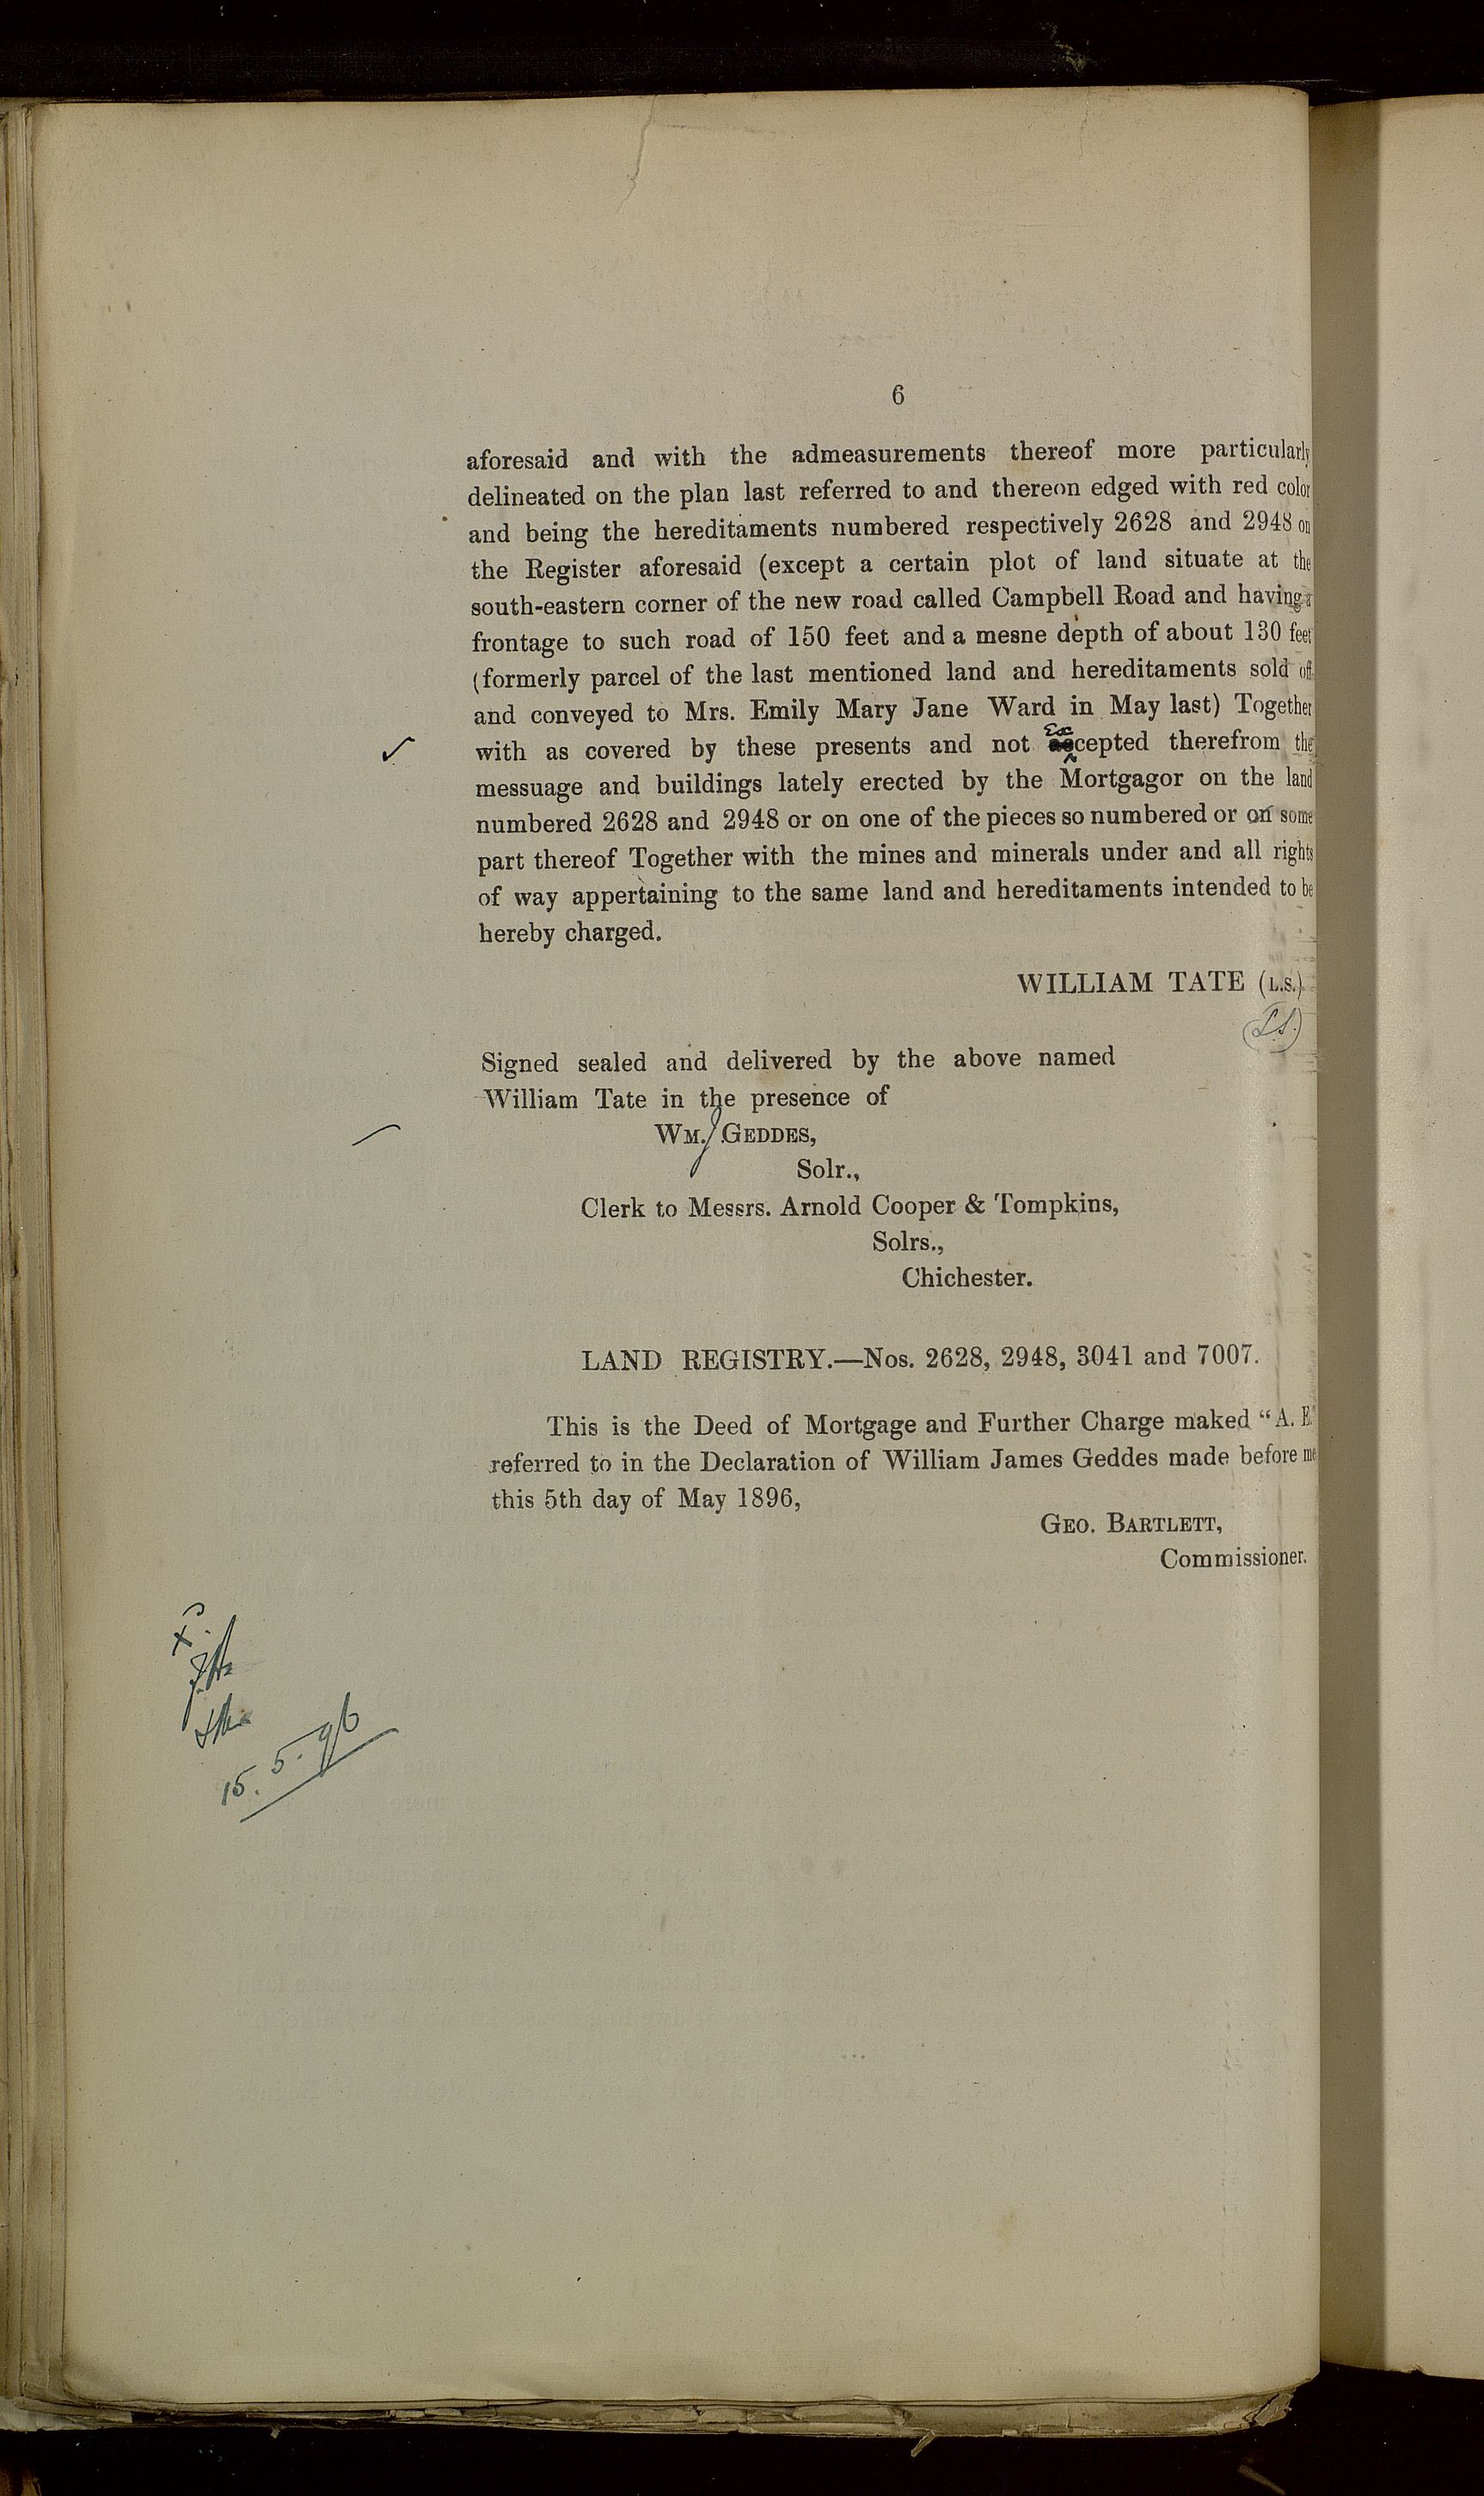 6
aforesaid and with the admeasurements thereof more particularly
delineated on the plan last referred to and thereon edged with red color
and being the hereditaments numbered respectively 2628 and 2948 on
the Register aforesaid (except a certain plot of land situate at the
south-eastern corner of the new road called Campbell Road and having a
frontage to such road of 150 feet and a mesne depth of about 130 feet
(formerly parcel of the last mentioned land and hereditaments sold off
and conveyed to Mrs. Emily Mary Jane Ward in May last) Together
with as covered by these presents and not Excepted therefrom the
messuage and buildings lately erected by the Mortgagor on the land
numbered 2628 and 2948 or on one of the pieces so numbered or on some
part thereof Together with the mines and minerals under and all rights
of way appertaining to the same land and hereditaments intended to be
hereby charged.
WILLIAM TATE (L.S.)
(L.S.)
Signed sealed and delivered by the above named
William Tate in the presence of
WM. J GEDDES,
Solr.,
Clerk to Messrs. Arnold Cooper & Tompkins,
Solrs.,
Chichester.
LAND REGISTRY.—Nos. 2628, 2948, 3041 and 7007.
This is the Deed of Mortgage and Further Charge maked "A. E."
referred to in the Declaration of William James Geddes made before me
this 5th day of May 1896,
GEO. BARTLETT,
Commissioner.
15. 5. 96